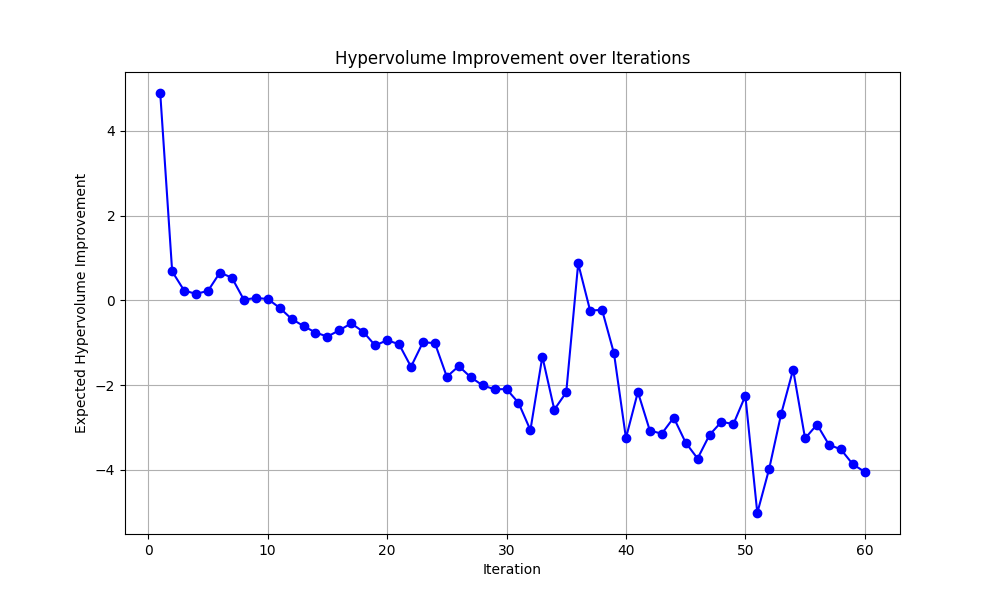 Hypervolume Improvement over Iterations
Expected Hypervolume Improvement
4
2
0
−2
−4
0 10 20 30 40 50 60
Iteration